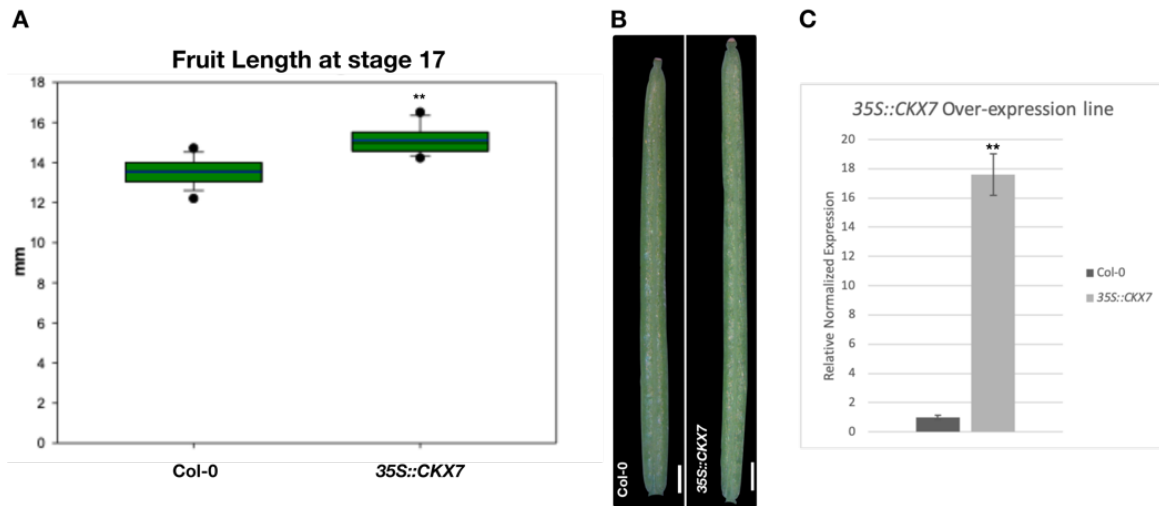 A
Fruit Length at stage 17
18
16
14
12
10
8
6
4
2
0
mm
**
Col-0
35S::CKX7
B
Col-0
35S::CKX7
C
35S::CKX7 Over-expression line
20
18
16
14
12
10
8
6
4
2
0
Relative Normalized Expression
**
Col-0
35S::CKX7